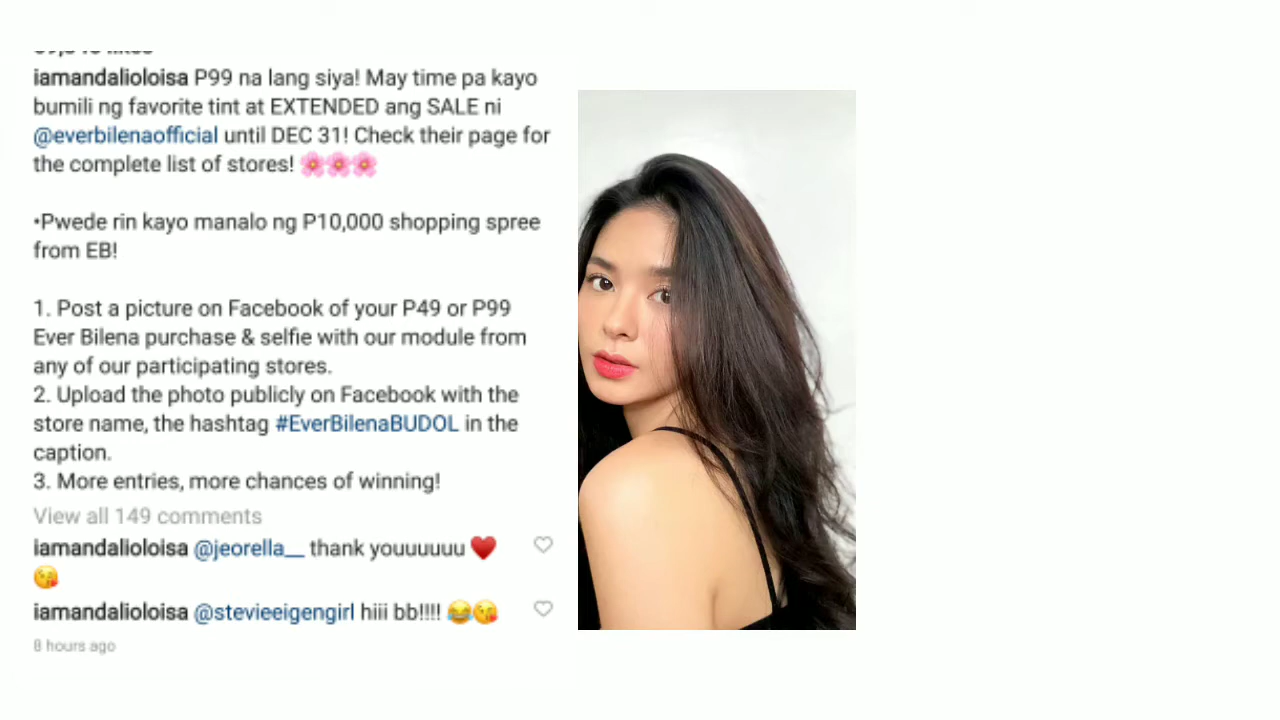 iamandalioloisa P99 na lang siya! May time pa kayo
bumili ng favorite tint at EXTENDED ang SALE ni
@everbilenaofficial until DEC 31! Check their page for
the complete list of stores! 🌸🌸🌸
•Pwede rin kayo manalo ng P10,000 shopping spree
from EB!
1. Post a picture on Facebook of your P49 or P99
Ever Bilena purchase & selfie with our module from
any of our participating stores.
2. Upload the photo publicly on Facebook with the
store name, the hashtag #EverBilenaBUDOL in the
caption.
3. More entries, more chances of winning!
View all 149 comments
iamandalioloisa @jeorella__ thank youuuuuu ❤️
😘
iamandalioloisa @stevieeigengirl hiii bb!!!! 😂😘
8 hours ago